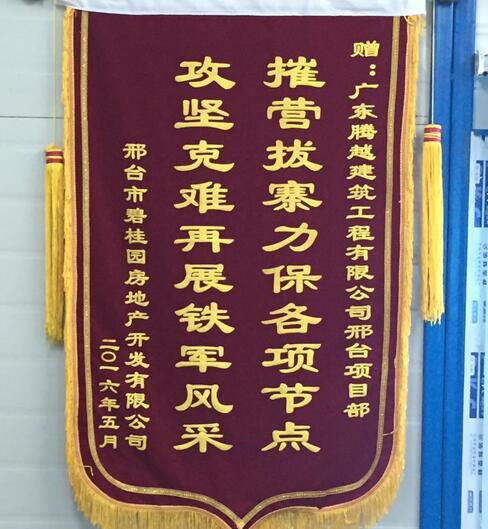 赠：广东腾越建筑工程有限公司邢台项目部
摧营拔寨力保各项节点
攻坚克难再展铁军风采
邢台市碧桂园房地产开发有限公司
二〇一六年五月